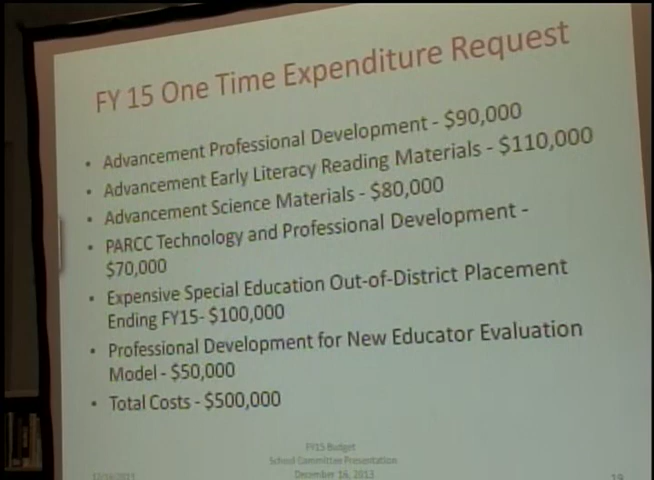 FY 15 One Time Expenditure Request
• Advancement Professional Development - $90,000
• Advancement Early Literacy Reading Materials - $110,000
• Advancement Science Materials - $80,000
• PARCC Technology and Professional Development -
$70,000
• Expensive Special Education Out-of-District Placement
Ending FY15- $100,000
• Professional Development for New Educator Evaluation
Model - $50,000
• Total Costs - $500,000
FY15 Budget
School Committee Presentation
December 16, 2013
19